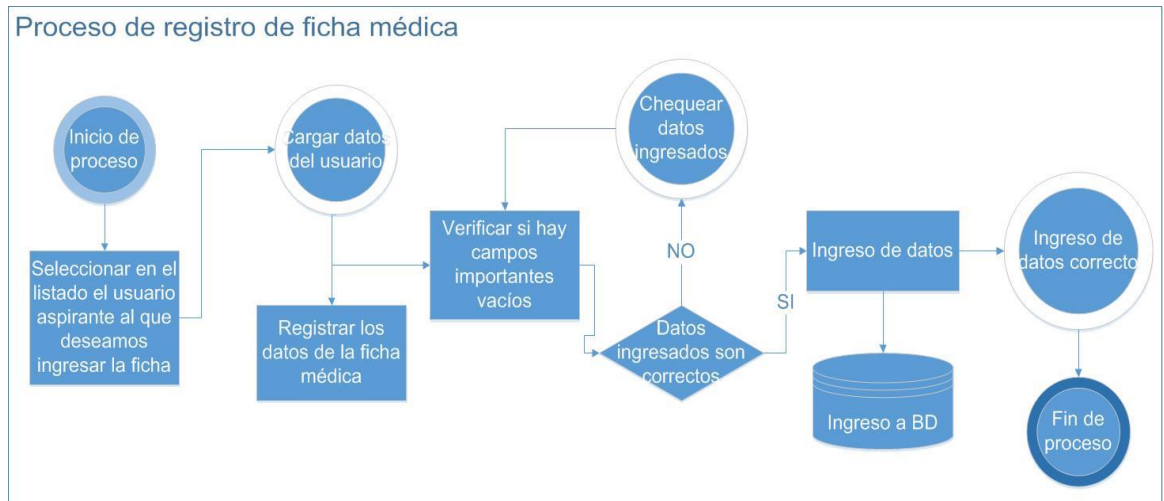 Proceso de registro de ficha médica
Inicio de
proceso
Seleccionar en el
listado el usuario
aspirante al que
deseamos
ingresar la ficha
Cargar datos
del usuario
Registrar los
datos de la ficha
médica
Verificar si hay
campos
importantes
vacíos
Chequear
datos
ingresados
NO
Datos
ingresados son
correctos
SI
Ingreso de datos
Ingreso a BD
Ingreso de
datos correcto
Fin de
proceso